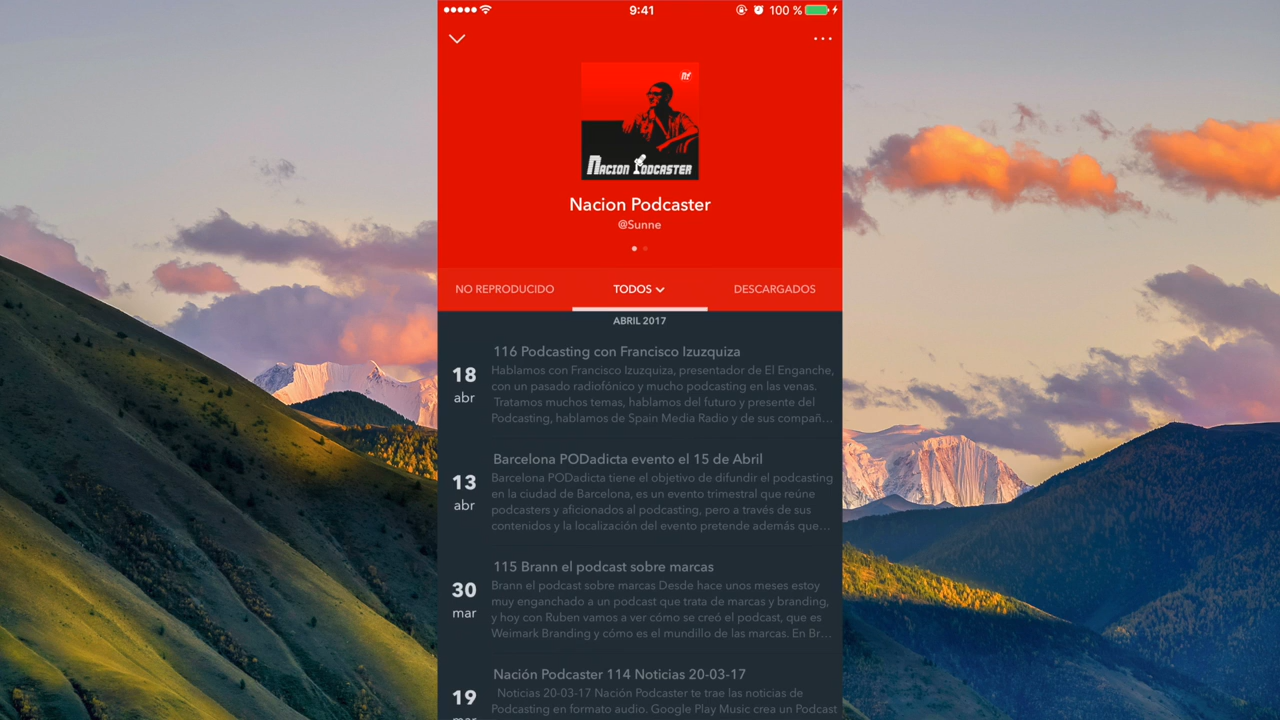 9:41
100 %
n!
NACION PODCASTER
Nacion Podcaster
@Sunne
NO REPRODUCIDO
TODOS
DESCARGADOS
ABRIL 2017
116 Podcasting con Francisco Izuzquiza
18
abr
Hablamos con Francisco Izuzquiza, presentador de El Enganche,
con un pasado radiofónico y mucho podcasting en las venas.
Tratamos muchos temas, hablamos del futuro y presente del
Podcasting, hablamos de Spain Media Radio y de sus compañ…
Barcelona PODadicta evento el 15 de Abril
13
abr
Barcelona PODadicta tiene el objetivo de difundir el podcasting
en la ciudad de Barcelona, es un evento trimestral que reúne
podcasters y aficionados al podcasting, pero a través de sus
contenidos y la localización del evento pretende además que…
115 Brann el podcast sobre marcas
30
mar
Brann el podcast sobre marcas Desde hace unos meses estoy
muy enganchado a un podcast que trata de marcas y branding,
y hoy con Ruben vamos a ver cómo se creó el podcast, que es
Weimark Branding y cómo es el mundillo de las marcas. En Br…
Nación Podcaster 114 Noticias 20-03-17
19
mar
Noticias 20-03-17 Nación Podcaster te trae las noticias de
Podcasting en formato audio. Google Play Music crea un Podcast